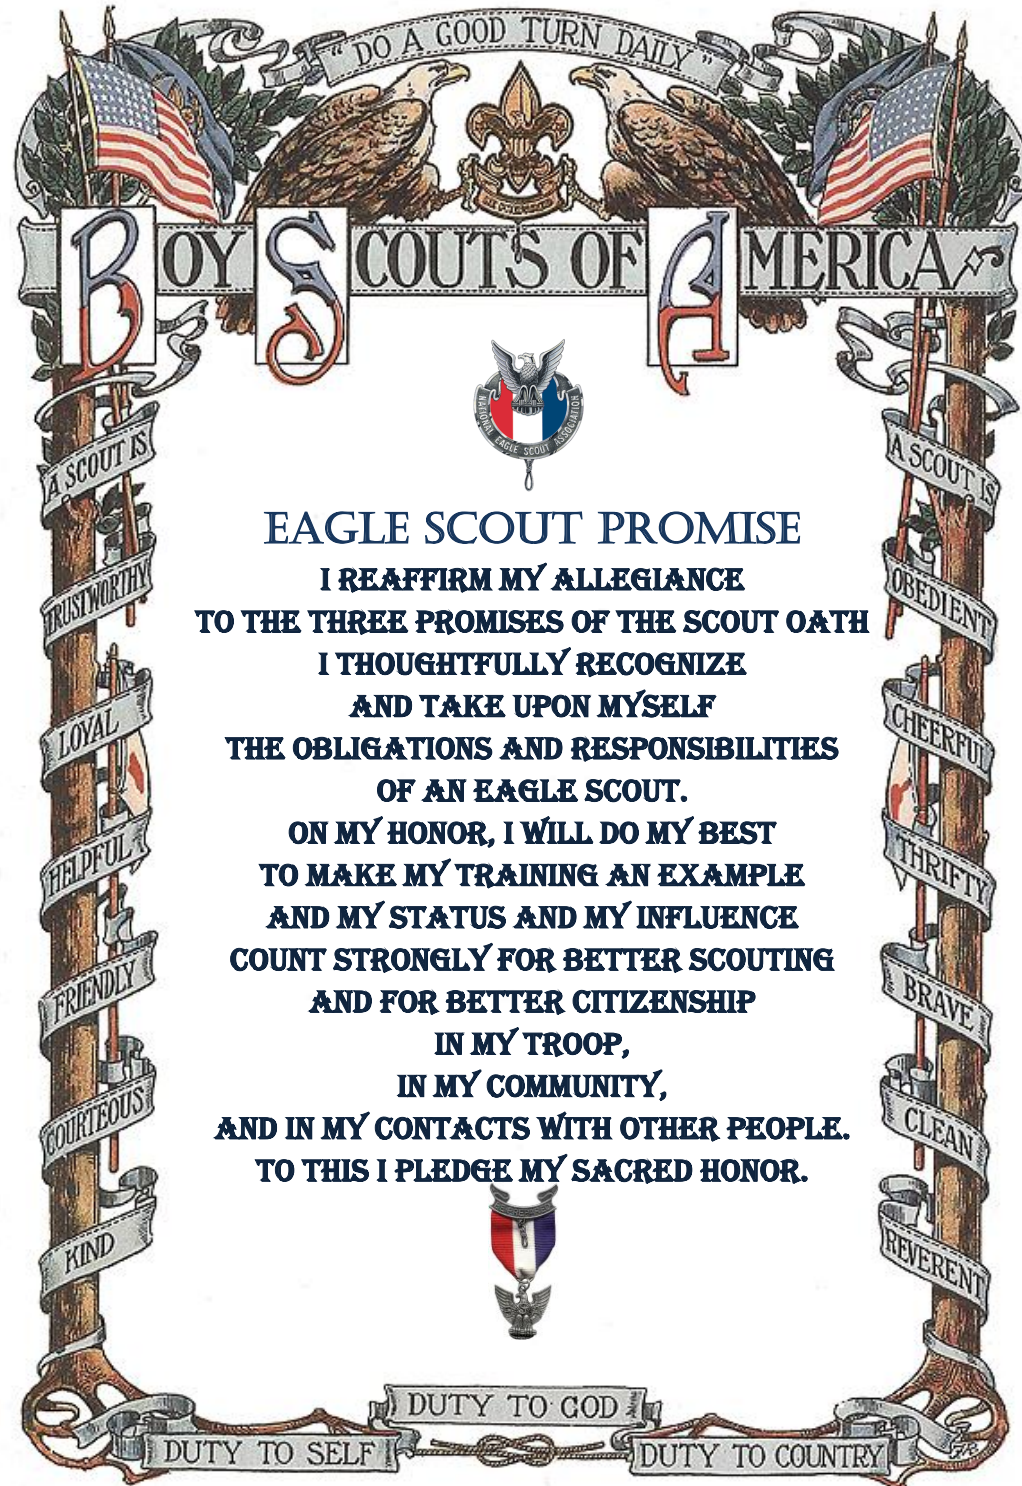 "DO A GOOD TURN DAILY"
BOY SCOUTS OF AMERICA
NATIONAL EAGLE SCOUT ASSOCIATION
EAGLE SCOUT PROMISE
I REAFFIRM MY ALLEGIANCE
TO THE THREE PROMISES OF THE SCOUT OATH
I THOUGHTFULLY RECOGNIZE
AND TAKE UPON MYSELF
THE OBLIGATIONS AND RESPONSIBILITIES
OF AN EAGLE SCOUT.
ON MY HONOR, I WILL DO MY BEST
TO MAKE MY TRAINING AN EXAMPLE
AND MY STATUS AND MY INFLUENCE
COUNT STRONGLY FOR BETTER SCOUTING
AND FOR BETTER CITIZENSHIP
IN MY TROOP,
IN MY COMMUNITY,
AND IN MY CONTACTS WITH OTHER PEOPLE.
TO THIS I PLEDGE MY SACRED HONOR.
A SCOUT IS
TRUSTWORTHY
LOYAL
HELPFUL
FRIENDLY
COURTEOUS
KIND
A SCOUT IS
OBEDIENT
CHEERFUL
THRIFTY
BRAVE
CLEAN
REVERENT
DUTY TO GOD
DUTY TO SELF
DUTY TO COUNTRY